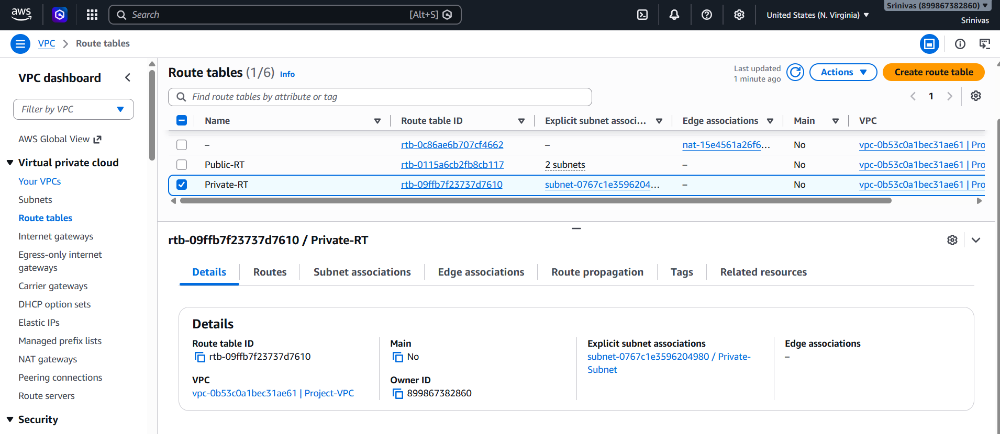 aws
Search [Alt+S]
United States (N. Virginia)
Srinivas (899867382860)
Srinivas
VPC
Route tables
VPC dashboard
Filter by VPC
AWS Global View
Virtual private cloud
Your VPCs
Subnets
Route tables
Internet gateways
Egress-only internet
gateways
Carrier gateways
DHCP option sets
Elastic IPs
Managed prefix lists
NAT gateways
Peering connections
Route servers
Security
Route tables (1/6) Info
Last updated
1 minute ago
Actions
Create route table
Find route tables by attribute or tag
1
Name Route table ID Explicit subnet associ... Edge associations Main VPC
– rtb-0c86ae6b707cf4662 – nat-15e4561a26f6... No vpc-0b53c0a1bec31ae61 | Pro
Public-RT rtb-0115a6cb2fb8cb117 2 subnets – No vpc-0b53c0a1bec31ae61 | Pro
Private-RT rtb-09ffb7f23737d7610 subnet-0767c1e3596204... – No vpc-0b53c0a1bec31ae61 | Pro
rtb-09ffb7f23737d7610 / Private-RT
Details Routes Subnet associations Edge associations Route propagation Tags Related resources
Details
Route table ID
rtb-09ffb7f23737d7610
Main
No
Explicit subnet associations
subnet-0767c1e3596204980 / Private-
Subnet
Edge associations
–
VPC
vpc-0b53c0a1bec31ae61 | Project-VPC
Owner ID
899867382860